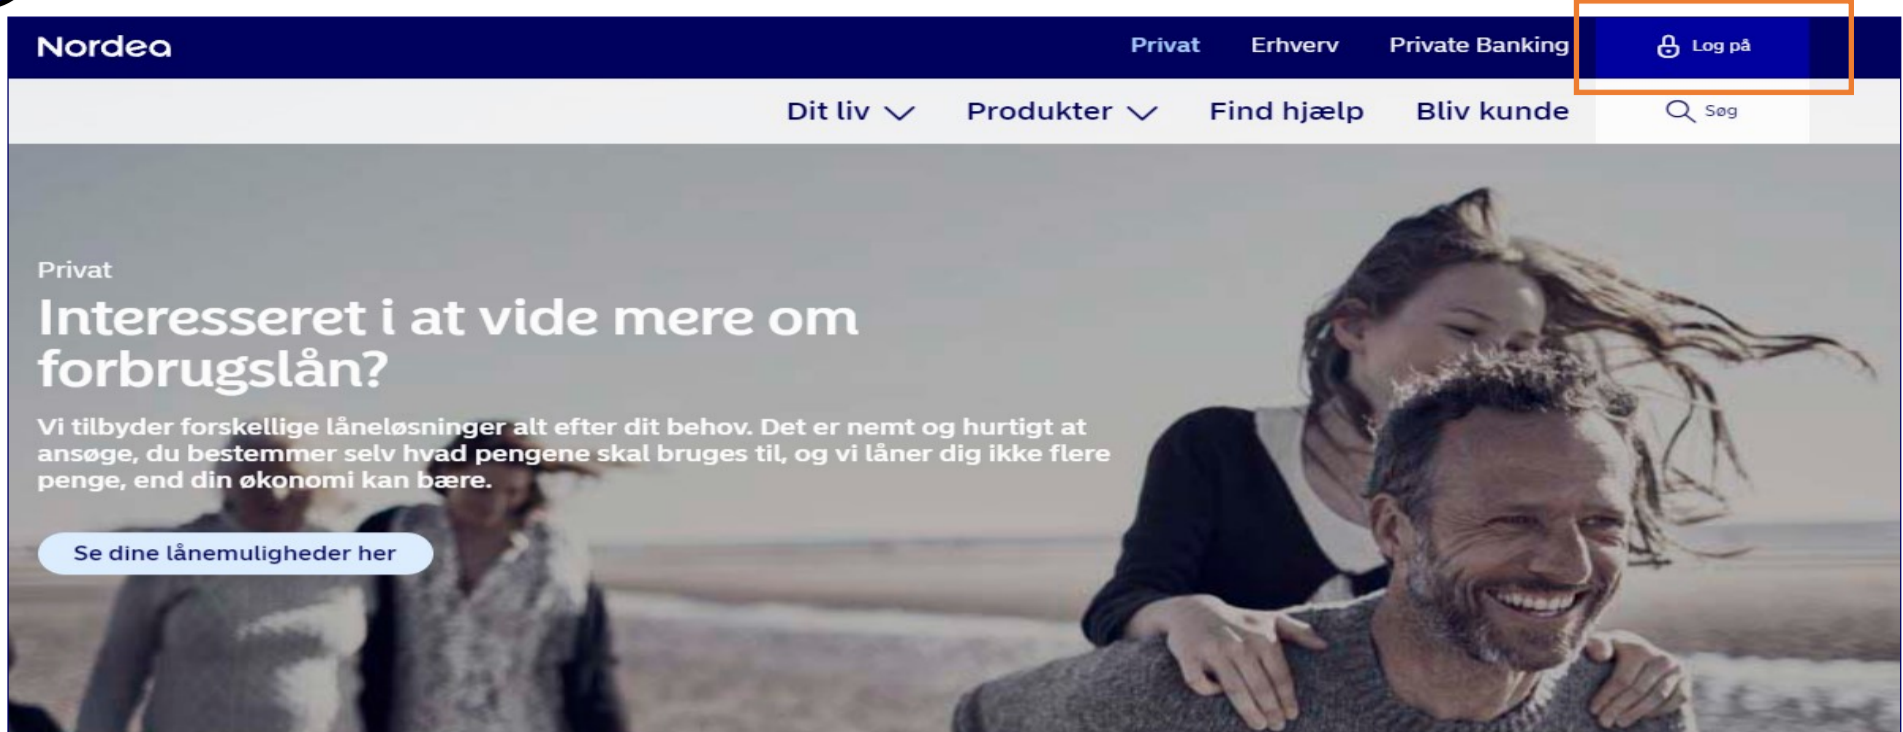 Nordea
Privat Erhverv Private Banking Log på
Dit liv Produkter Find hjælp Bliv kunde Søg
Privat
Interesseret i at vide mere om
forbrugslån?
Vi tilbyder forskellige låneløsninger alt efter dit behov. Det er nemt og hurtigt at
ansøge, du bestemmer selv hvad pengene skal bruges til, og vi låner dig ikke flere
penge, end din økonomi kan bære.
Se dine lånemuligheder her